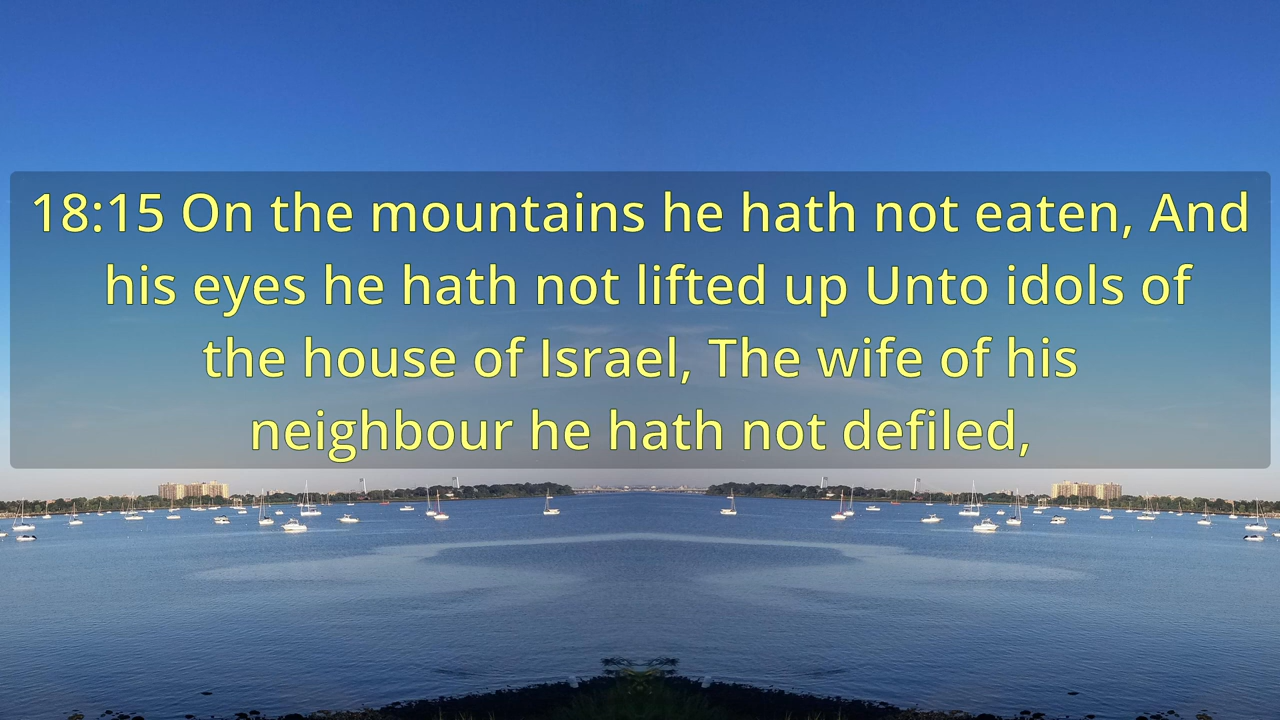 18:15 On the mountains he hath not eaten, And
his eyes he hath not lifted up Unto idols of
the house of Israel, The wife of his
neighbour he hath not defiled,